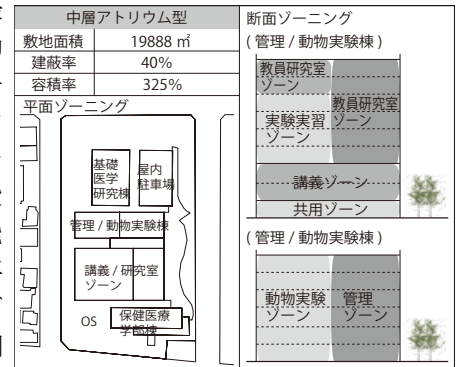 中層アトリウム型
敷地面積 19888 ㎡
建蔽率 40%
容積率 325%
平面ゾーニング
基礎
医学
研究棟
屋内
駐車場
管理 / 動物実験棟
講義 / 研究室
ゾーン
OS
保健医療
学部棟
断面ゾーニング
( 管理 / 動物実験棟 )
教員研究室
ゾーン
実験実習
ゾーン
教員研究室
ゾーン
講義ゾーン
共用ゾーン
( 管理 / 動物実験棟 )
動物実験
ゾーン
管理
ゾーン